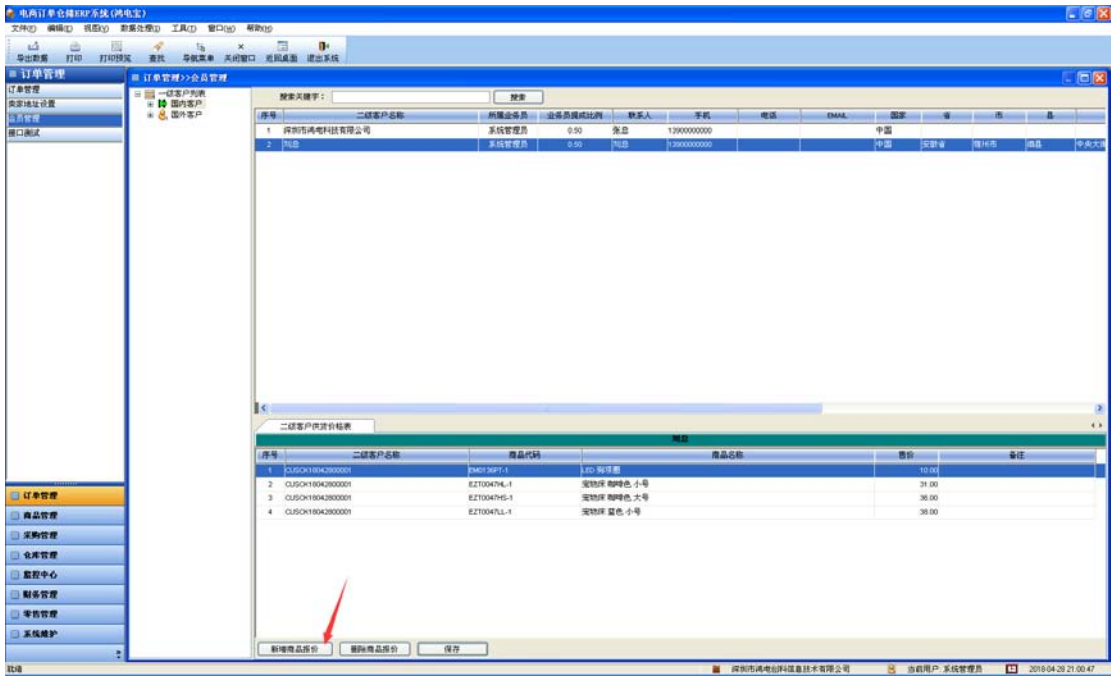 电商订单仓储ERP系统(鸿电宝)
文件(F) 编辑(E) 视图(V) 数据处理(D) 工具(T) 窗口(W) 帮助(H)
导出数据 打印 打印预览 查找 导航菜单 关闭窗口 返回桌面 退出系统
订单管理
订单管理
卖家地址设置
会员管理
接口测试
订单管理>>会员管理
一级客户列表
国内客户
国外客户
搜索关键字： 搜索
序号 二级客户名称 所属业务员 业务员提成比例 联系人 手机 电话 EMAIL 国家 省 市 县
1 深圳市鸿电科技有限公司 系统管理员 0.50 张总 13900000000 中国
2 刘总 系统管理员 0.50 刘总 13900000000 中国 安徽省 宿州市 萧县
二级客户供货价格表
刘总
序号 二级客户名称 商品代码 商品名称 售价 备注
1 CUSCK18042800001 EM0136PT-1 LED 狗项圈 10.00
2 CUSCK18042800001 EZT0047HL-1 宠物床 咖啡色 小号 31.00
3 CUSCK18042800001 EZT0047HS-1 宠物床 咖啡色 大号 36.00
4 CUSCK18042800001 EZT0047LL-1 宠物床 蓝色 小号 38.00
新增商品报价 删除商品报价 保存
订单管理
商品管理
采购管理
仓库管理
监控中心
财务管理
零售管理
系统维护
就绪 深圳市鸿电创科信息技术有限公司 当前用户 系统管理员 2018-04-28 21:00:47